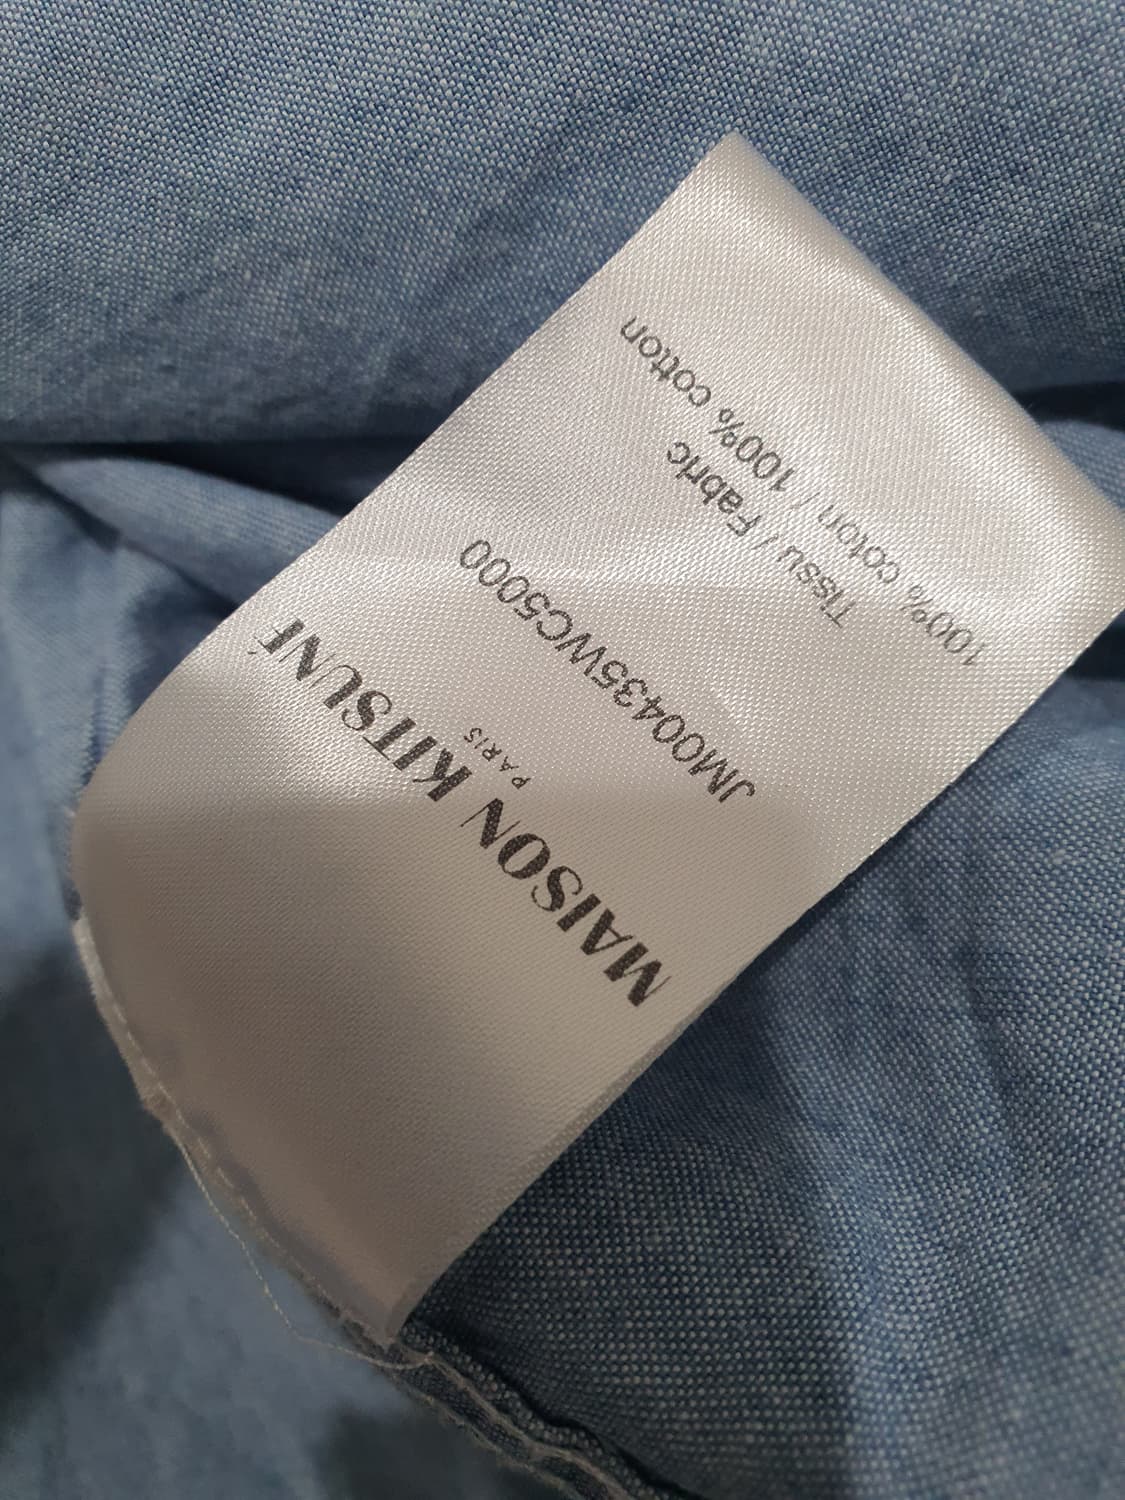 MAISON KITSUNÉ
PARIS
JM00435WC5000
Tissu / Fabric
100% coton / 100% cotton